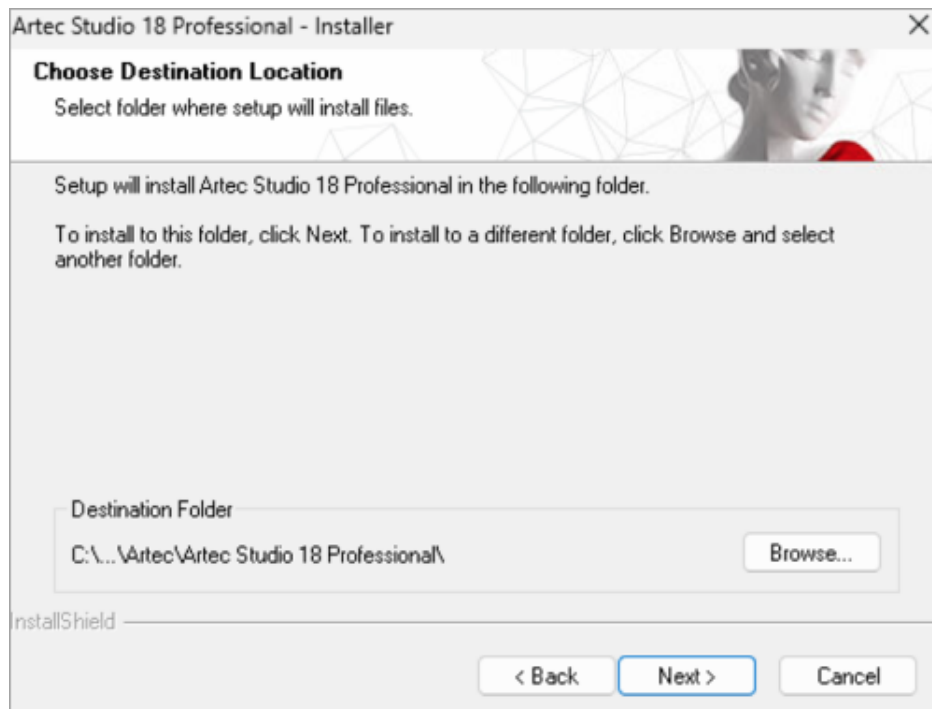 Artec Studio 18 Professional - Installer
Choose Destination Location
Select folder where setup will install files.
Setup will install Artec Studio 18 Professional in the following folder.
To install to this folder, click Next. To install to a different folder, click Browse and select
another folder.
Destination Folder
C:\...\Artec\Artec Studio 18 Professional\
Browse...
InstallShield
< Back
Next >
Cancel